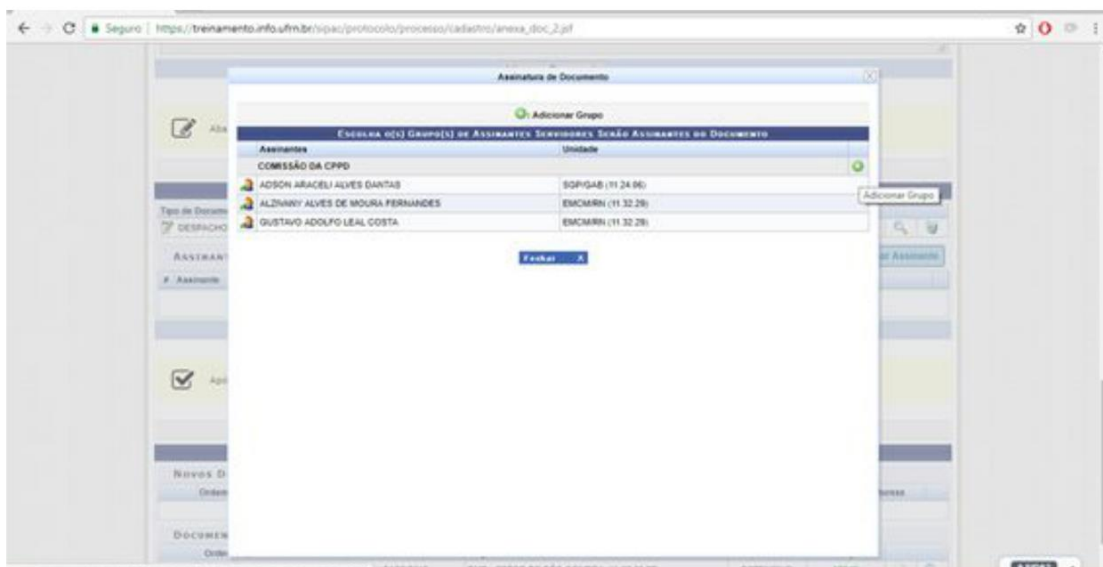 Seguro | https://treinamento.info.ufrn.br/sipac/protocolo/processo/cadastro/anexa_doc_2.jsf
Assinatura de Documento
: Adicionar Grupo
Escolha o(s) Grupo(s) de Assinantes Servidores Serão Assinantes do Documento
Assinantes Unidade
COMISSÃO DA CPPD
ADSON ARACELI ALVES DANTAS SGP/GAB (11.24.06)
Adicionar Grupo
ALZIVANY ALVES DE MOURA FERNANDES EMCM/RN (11.32.29)
GUSTAVO ADOLFO LEAL COSTA EMCM/RN (11.32.29)
Tipo de Docume
DESPACHO
Fechar X
Assinan
Assinante
# Assinante
Novos D
Ordem
Documen
Orde